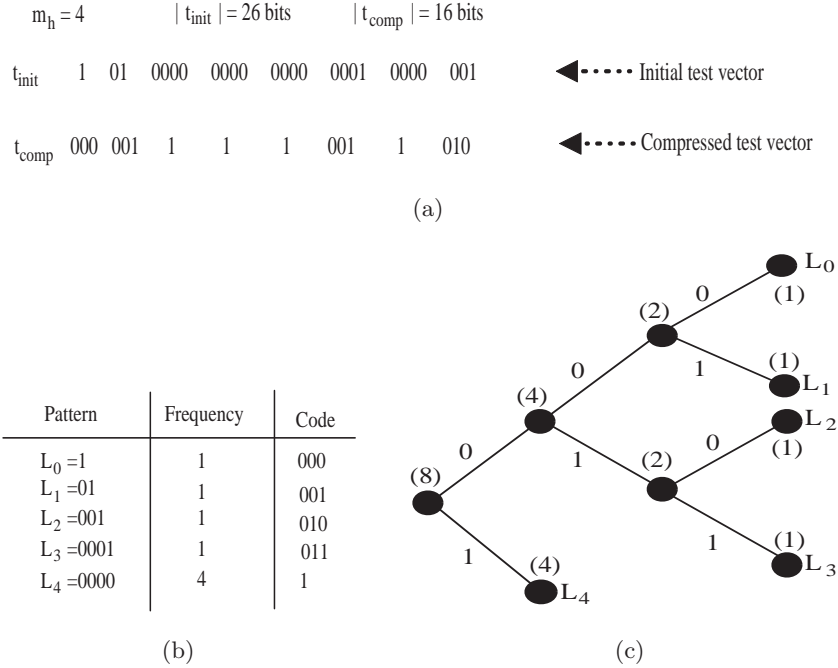 m_h = 4 | t_init | = 26 bits | t_comp | = 16 bits
t_init 1 01 0000 0000 0000 0001 0000 001 Initial test vector
t_comp 000 001 1 1 1 001 1 010 Compressed test vector
(a)
Pattern Frequency Code
L_0 =1 1 000
L_1 =01 1 001
L_2 =001 1 010
L_3 =0001 1 011
L_4 =0000 4 1
(b)
L_0
0
(1)
(2)
(1)
0
1
L_1
(4)
L_2
0
0
(1)
(8)
1
(2)
1
(4)
1
(1)
L_3
L_4
(c)